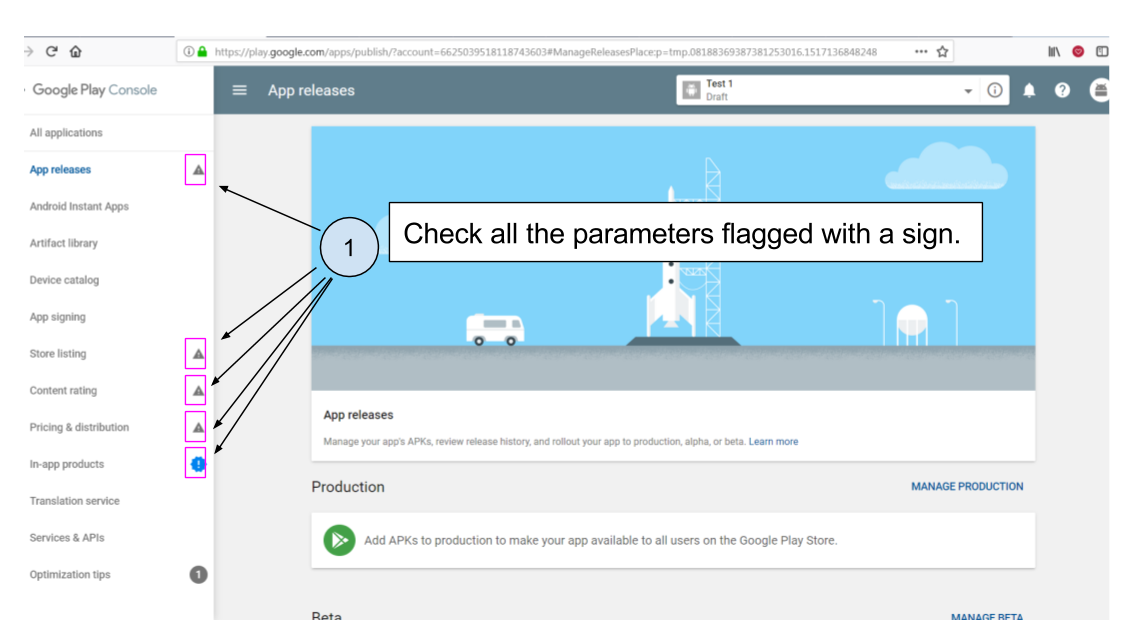 https://play.google.com/apps/publish/?account=6625039518118743603#ManageReleasesPlace:p=tmp.08188369387381253016.1517136848248
Google Play Console
App releases
Test 1
Draft
All applications
App releases
Android Instant Apps
Artifact library
Device catalog
App signing
Store listing
Content rating
Pricing & distribution
In-app products
Translation service
Services & APIs
Optimization tips
1
1
Check all the parameters flagged with a sign.
App releases
Manage your app's APKs, review release history, and rollout your app to production, alpha, or beta. Learn more
Production
MANAGE PRODUCTION
Add APKs to production to make your app available to all users on the Google Play Store.
Beta
MANAGE BETA